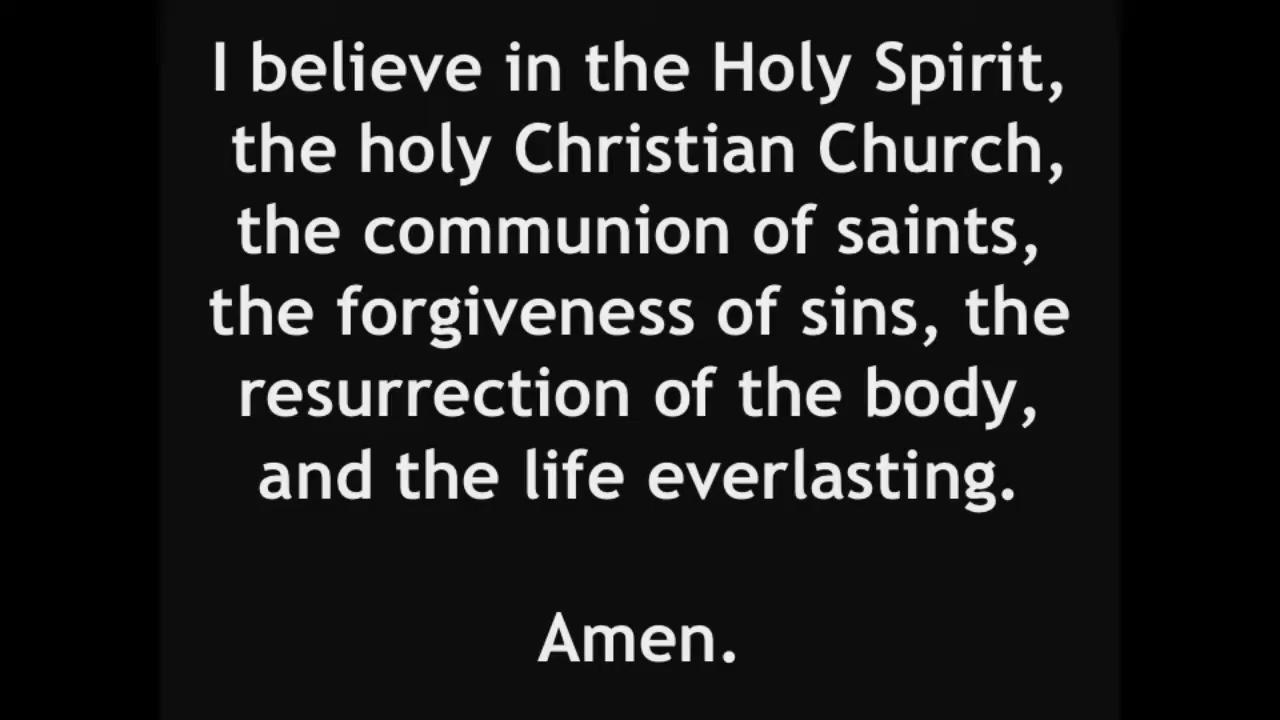 I believe in the Holy Spirit,
the holy Christian Church,
the communion of saints,
the forgiveness of sins, the
resurrection of the body,
and the life everlasting.
Amen.